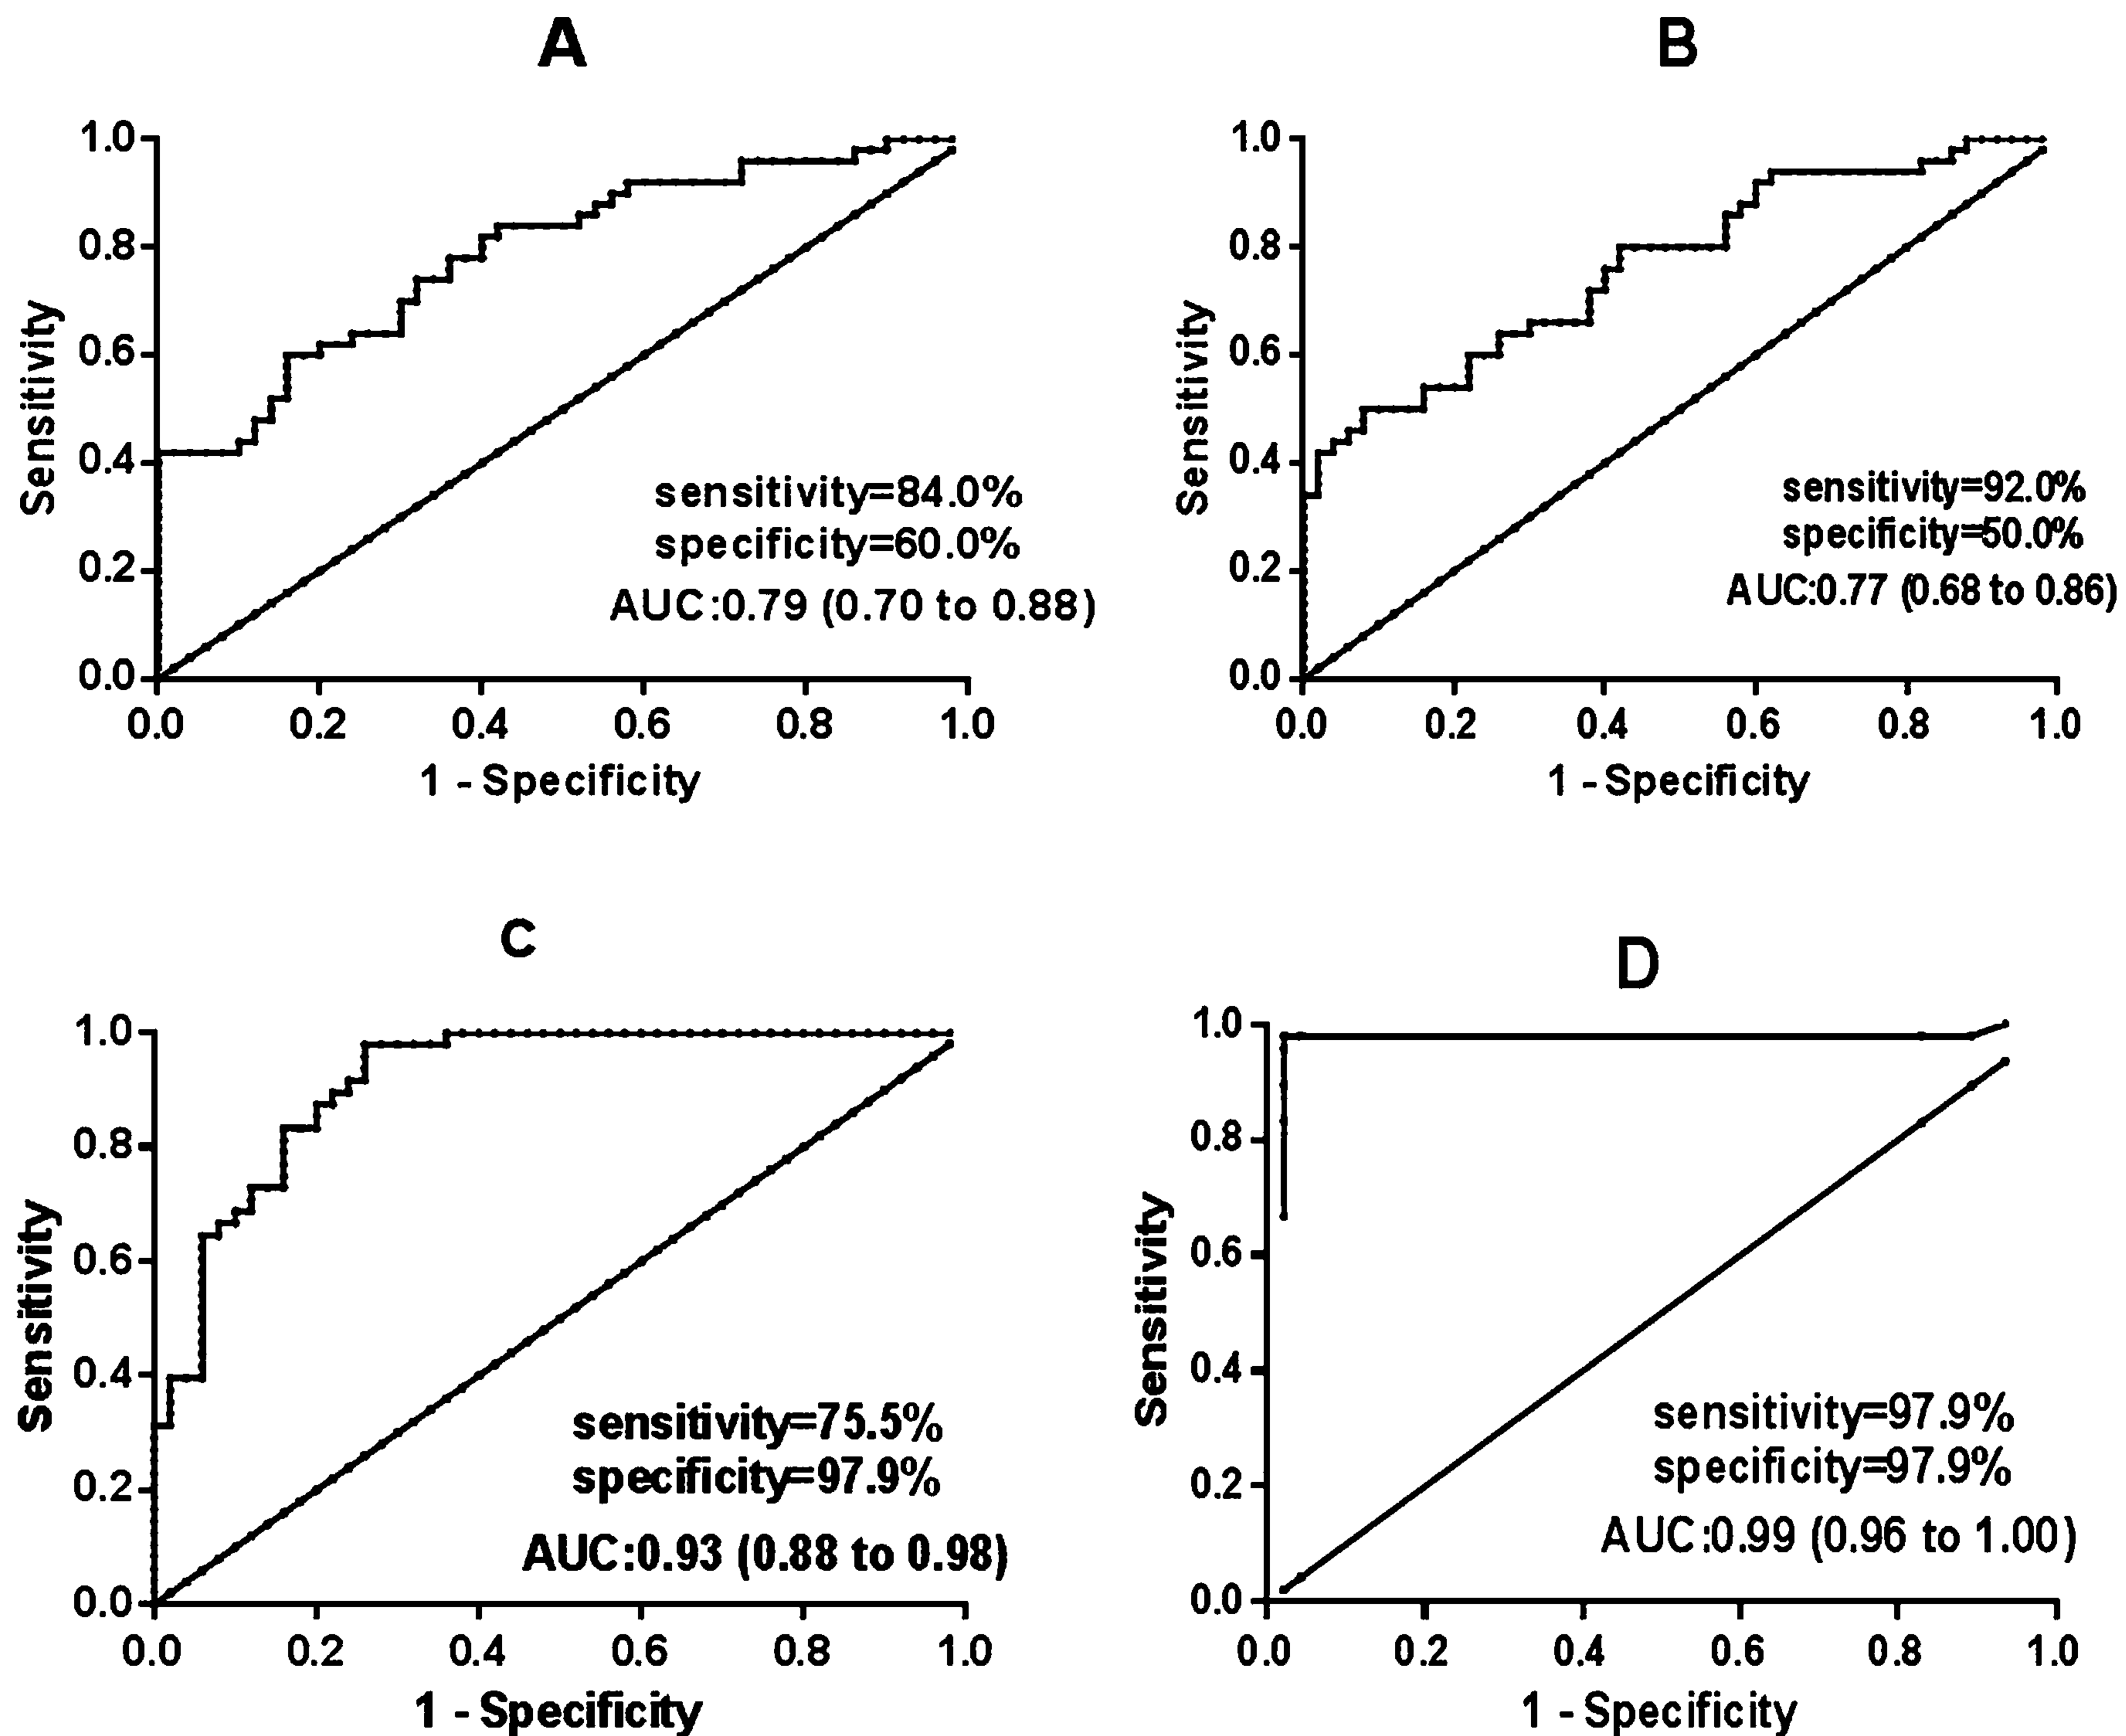 A
1.0
0.8
0.6
0.4
0.2
0.0
Sensitivity
sensitivity=84.0%
specificity=60.0%
AUC:0.79 (0.70 to 0.88)
0.0 0.2 0.4 0.6 0.8 1.0
1 - Specificity
B
1.0
0.8
0.6
0.4
0.2
0.0
Sensitivity
sensitivity=92.0%
specificity=50.0%
AUC:0.77 (0.68 to 0.86)
0.0 0.2 0.4 0.6 0.8 1.0
1 - Specificity
C
1.0
0.8
0.6
0.4
0.2
0.0
Sensitivity
sensitivity=75.5%
specificity=97.9%
AUC:0.93 (0.88 to 0.98)
0.0 0.2 0.4 0.6 0.8 1.0
1 - Specificity
D
1.0
0.8
0.6
0.4
0.2
0.0
Sensitivity
sensitivity=97.9%
specificity=97.9%
AUC:0.99 (0.96 to 1.00)
0.0 0.2 0.4 0.6 0.8 1.0
1 - Specificity